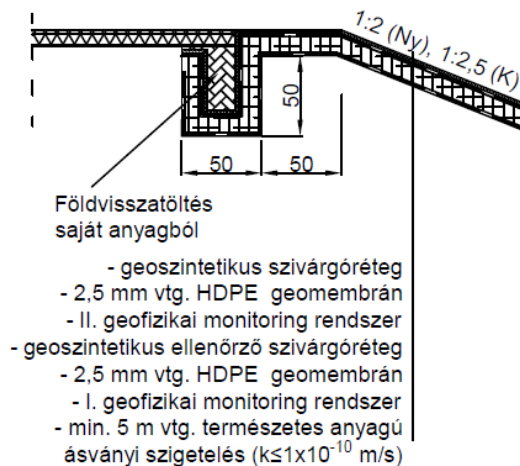 1:2 (Ny), 1:2,5 (K)
50
50
50
Földvisszatöltés
saját anyagból
- geoszintetikus szivárgóréteg
- 2,5 mm vtg. HDPE geomembrán
- II. geofizikai monitoring rendszer
- geoszintetikus ellenőrző szivárgóréteg
- 2,5 mm vtg. HDPE geomembrán
- I. geofizikai monitoring rendszer
- min. 5 m vtg. természetes anyagú
ásványi szigetelés (k≤1x10⁻¹⁰ m/s)